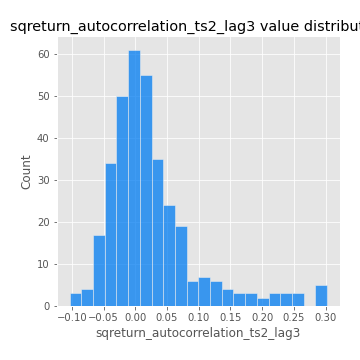 sqreturn_autocorrelation_ts2_lag3 value distribut
60
50
40
30
20
10
0
Count
−0.10 −0.05 0.00 0.05 0.10 0.15 0.20 0.25 0.30
sqreturn_autocorrelation_ts2_lag3